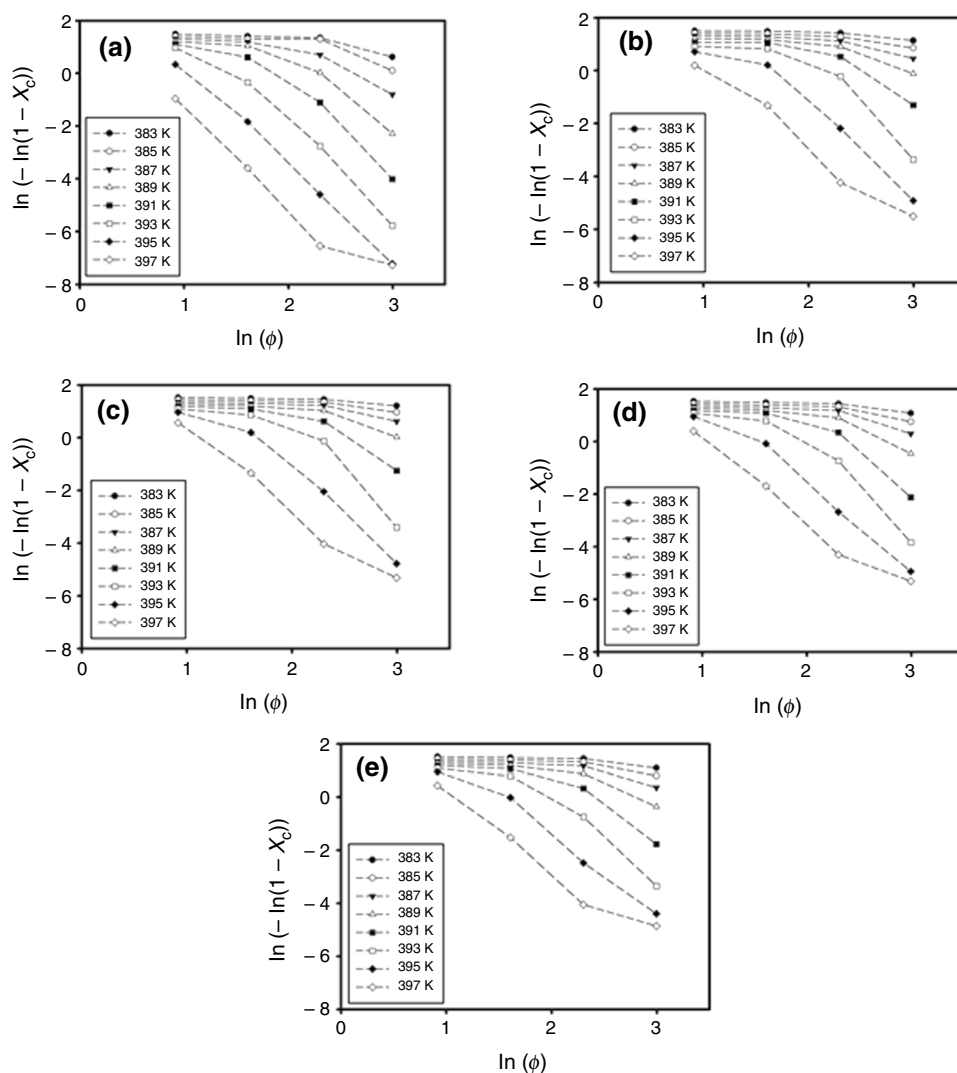 (a)
ln (− ln(1 − X_c))
2
0
−2
−4
−6
−8
383 K
385 K
387 K
389 K
391 K
393 K
395 K
397 K
0
1
2
3
ln (ϕ)
(b)
ln (− ln(1 − X_c))
2
0
−2
−4
−6
−8
383 K
385 K
387 K
389 K
391 K
393 K
395 K
397 K
0
1
2
3
ln (ϕ)
(c)
ln (− ln(1 − X_c))
2
0
−2
−4
−6
−8
383 K
385 K
387 K
389 K
391 K
393 K
395 K
397 K
0
1
2
3
ln (ϕ)
(d)
ln (− ln(1 − X_c))
2
0
−2
−4
−6
−8
383 K
385 K
387 K
389 K
391 K
393 K
395 K
397 K
0
1
2
3
ln (ϕ)
(e)
ln (− ln(1 − X_c))
2
0
−2
−4
−6
−8
383 K
385 K
387 K
389 K
391 K
393 K
395 K
397 K
0
1
2
3
ln (ϕ)